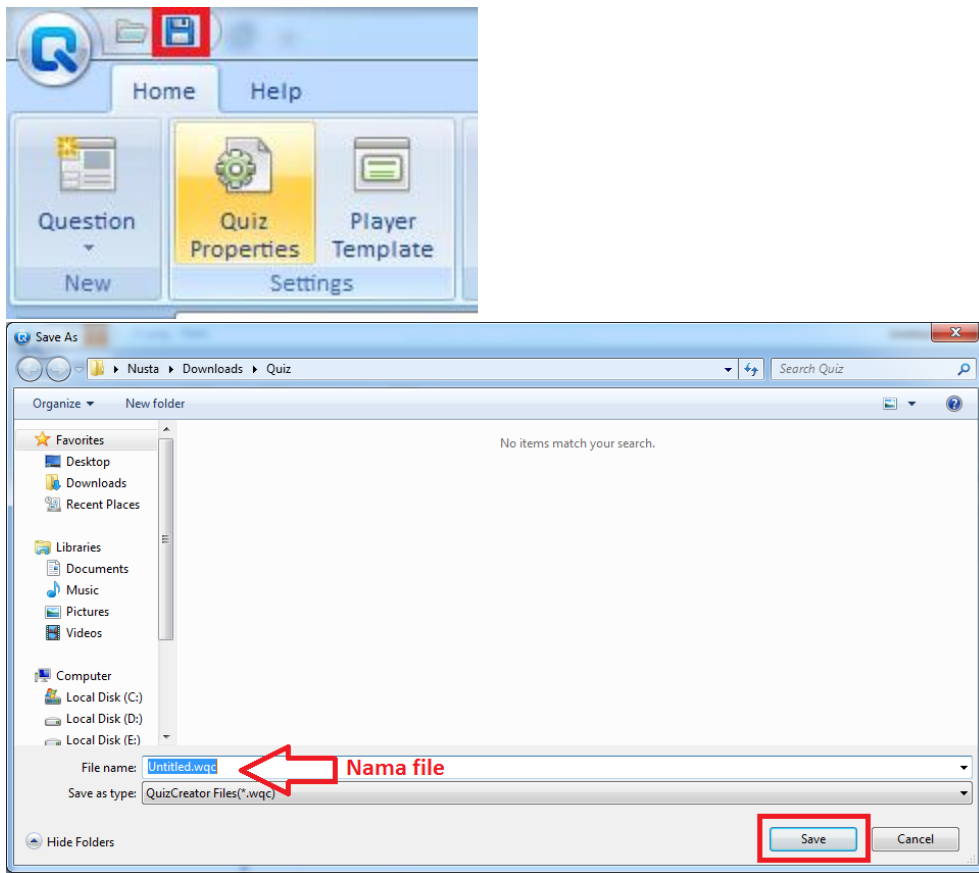 Home Help
Question
Quiz
Properties
Player
Template
New
Settings
Save As
Nusta Downloads Quiz
Search Quiz
Organize New folder
Favorites
Desktop
Downloads
Recent Places
Libraries
Documents
Music
Pictures
Videos
Computer
Local Disk (C:)
Local Disk (D:)
Local Disk (E:)
No items match your search.
File name: Untitled.wqc
Nama file
Save as type: QuizCreator Files(*.wqc)
Hide Folders
Save
Cancel